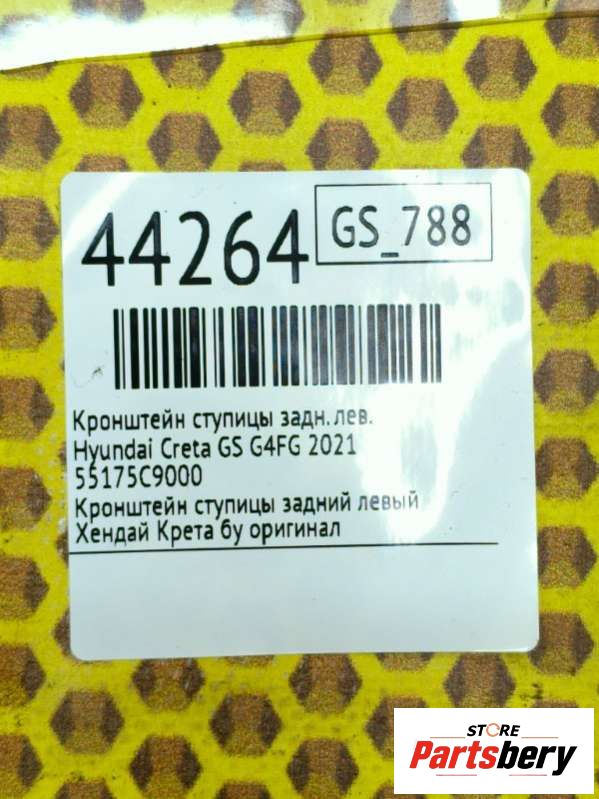 44264
GS_788
Кронштейн ступицы задн. лев.
Hyundai Creta GS G4FG 2021
55175C9000
Кронштейн ступицы задний левый
Хендай Крета бу оригинал
STORE
Partsbery